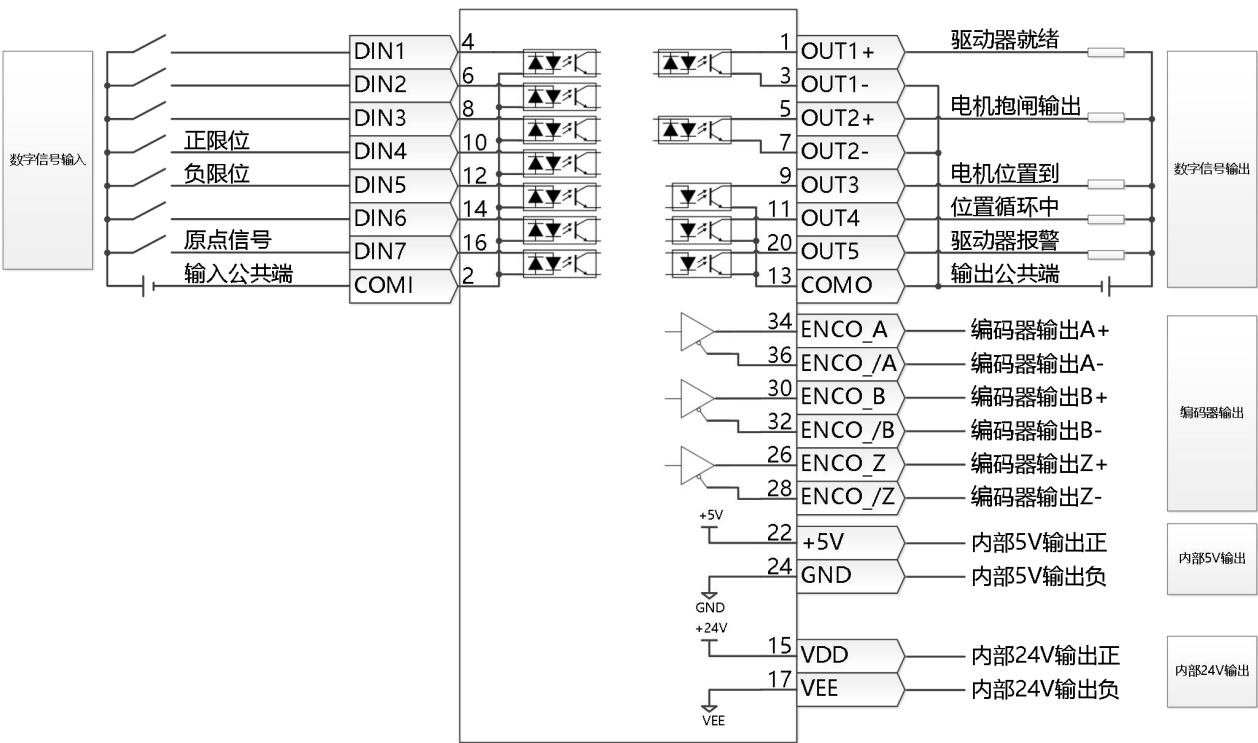 数字信号输入
DIN1 4
DIN2 6
DIN3 8
正限位 DIN4 10
负限位 DIN5 12
DIN6 14
原点信号 DIN7 16
输入公共端 COMI 2
1 OUT1+ 驱动器就绪
3 OUT1-
5 OUT2+ 电机抱闸输出
7 OUT2-
9 OUT3 电机位置到
11 OUT4 位置循环中
20 OUT5 驱动器报警
13 COMO 输出公共端
数字信号输出
34 ENCO_A 编码器输出A+
36 ENCO_/A 编码器输出A-
30 ENCO_B 编码器输出B+
32 ENCO_/B 编码器输出B-
26 ENCO_Z 编码器输出Z+
28 ENCO_/Z 编码器输出Z-
编码器输出
+5V
22 +5V 内部5V输出正
24 GND 内部5V输出负
GND
内部5V输出
+24V
15 VDD 内部24V输出正
17 VEE 内部24V输出负
VEE
内部24V输出